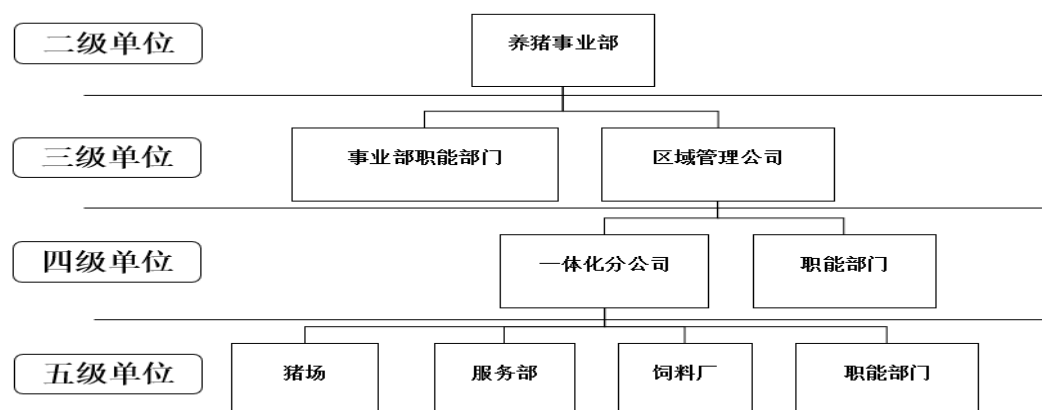 二级单位
养猪事业部
三级单位
事业部职能部门
区域管理公司
四级单位
一体化分公司
职能部门
五级单位
猪场
服务部
饲料厂
职能部门